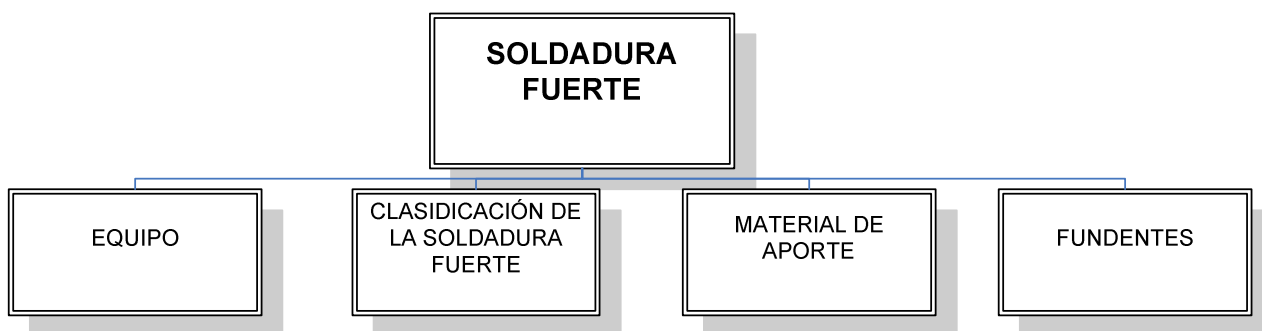 SOLDADURA
FUERTE
EQUIPO
CLASIDICACIÓN DE
LA SOLDADURA
FUERTE
MATERIAL DE
APORTE
FUNDENTES